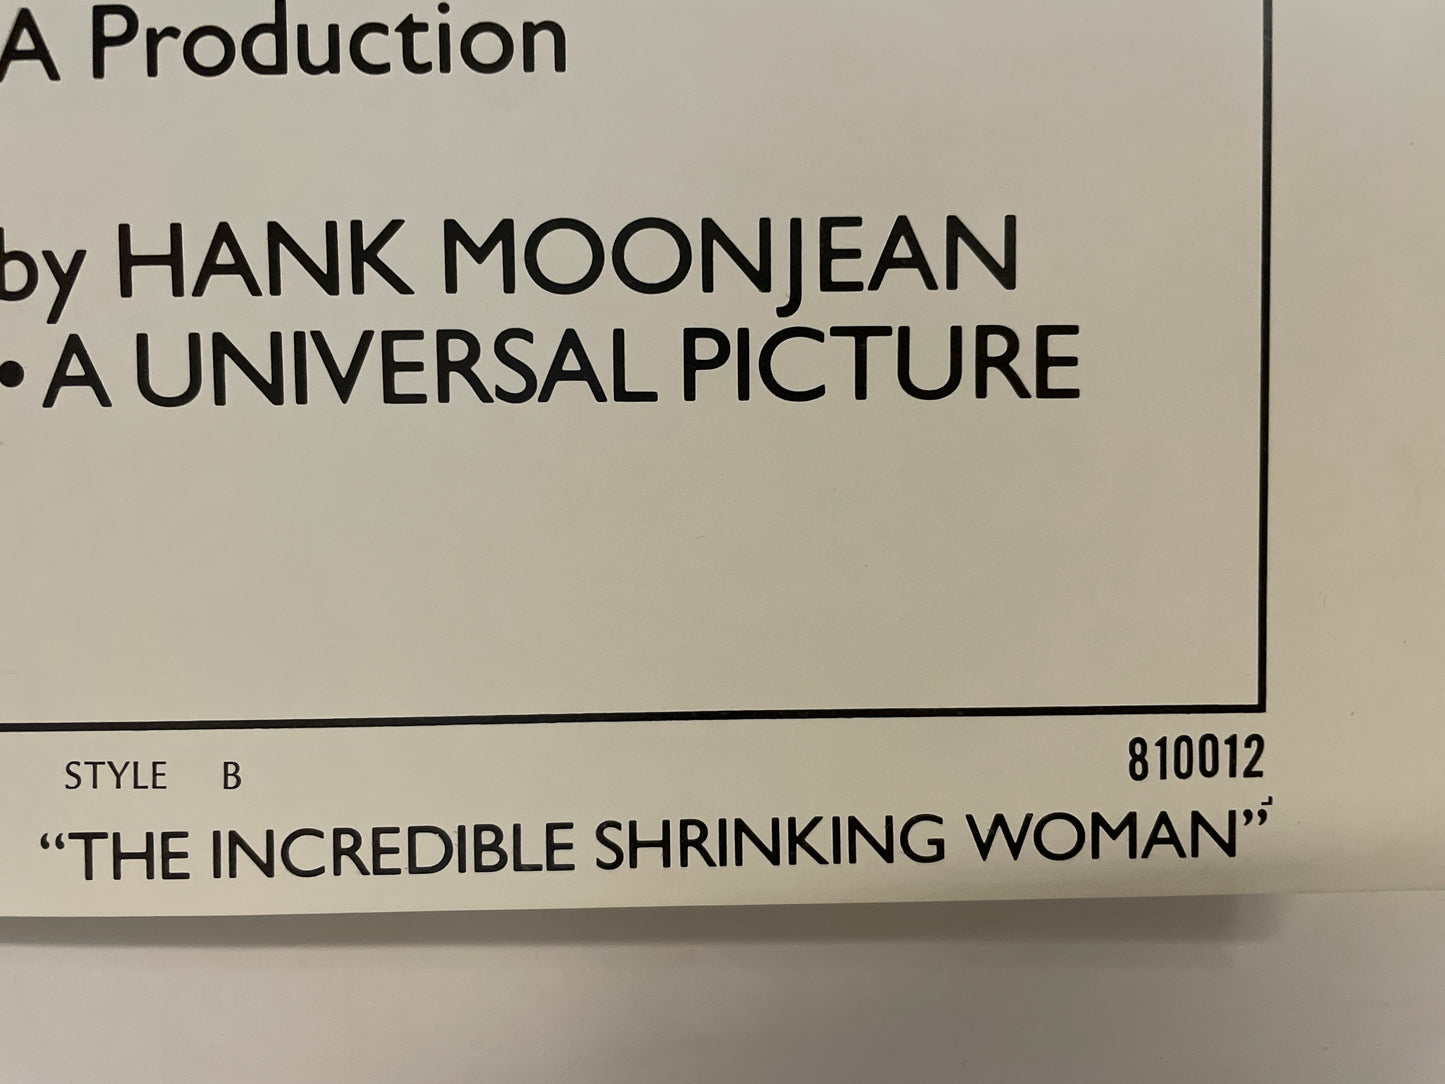 A Production
by HANK MOONJEAN
• A UNIVERSAL PICTURE
STYLE B
810012
“THE INCREDIBLE SHRINKING WOMAN”